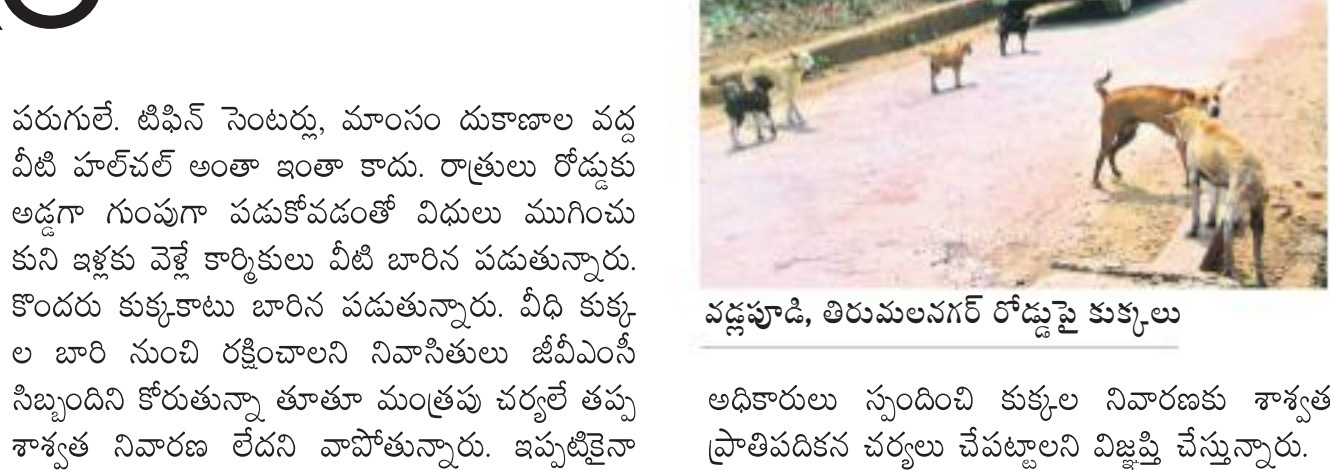 పరుగులే. టిఫిన్ సెంటర్లు, మాంసం దుకాణాల వద్ద
వీటి హల్‌చల్ అంతా ఇంతా కాదు. రాత్రులు రోడ్డుకు
అడ్డగా గుంపుగా పడుకోవడంతో విధులు ముగించు
కుని ఇళ్లకు వెళ్లే కార్మికులు వీటి బారిన పడుతున్నారు.
కొందరు కుక్కకాటు బారిన పడుతున్నారు. వీధి కుక్క
ల బారి నుంచి రక్షించాలని నివాసితులు జీవీఎంసీ
సిబ్బందిని కోరుతున్నా తూతూ మంత్రపు చర్యలే తప్ప
శాశ్వత నివారణ లేదని వాపోతున్నారు. ఇప్పటికైనా
వడ్లపూడి, తిరుమలనగర్ రోడ్డుపై కుక్కలు
అధికారులు స్పందించి కుక్కల నివారణకు శాశ్వత
ప్రాతిపదికన చర్యలు చేపట్టాలని విజ్ఞప్తి చేస్తున్నారు.